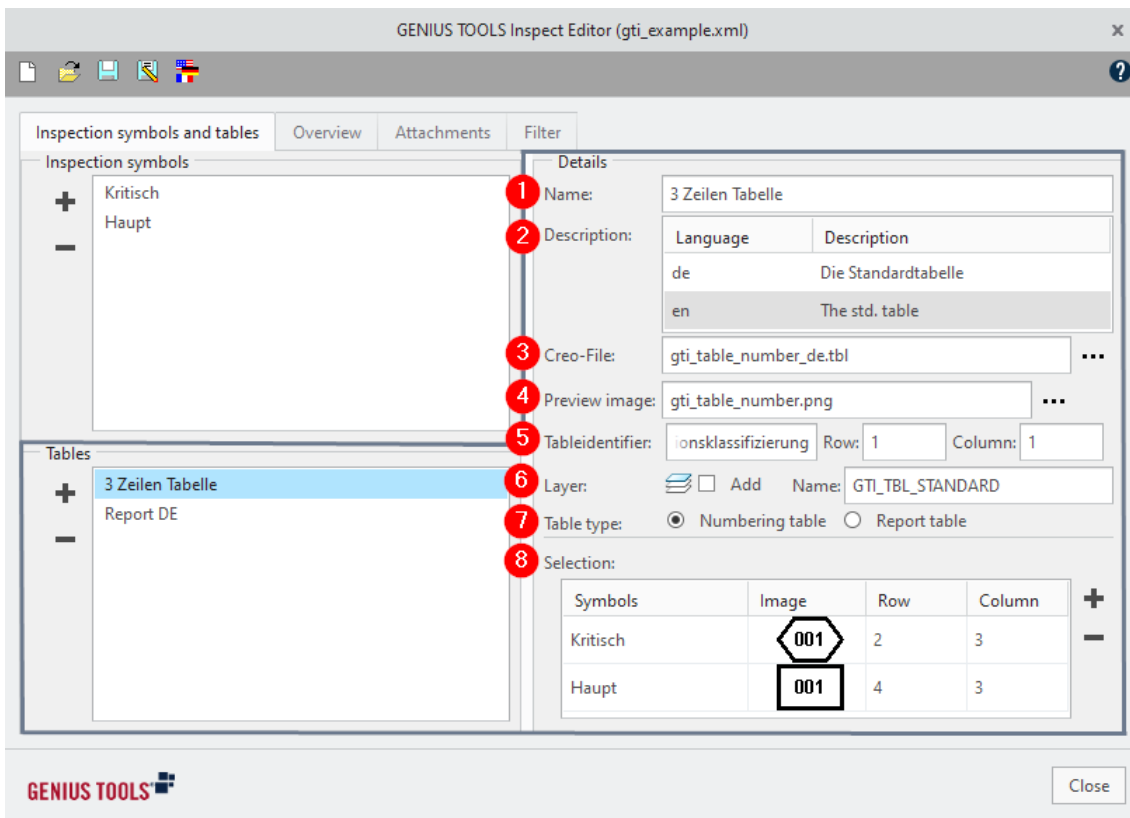 GENIUS TOOLS Inspect Editor (gti_example.xml)
Inspection symbols and tables Overview Attachments Filter
Inspection symbols
Kritisch
Haupt
Tables
3 Zeilen Tabelle
Report DE
Details
1 Name: 3 Zeilen Tabelle
2 Description: Language Description
de Die Standardtabelle
en The std. table
3 Creo-File: gti_table_number_de.tbl ...
4 Preview image: gti_table_number.png ...
5 Tableidentifier: ionsklassifizierung Row: 1 Column: 1
6 Layer: Add Name: GTI_TBL_STANDARD
7 Table type: Numbering table Report table
8 Selection:
Symbols Image Row Column
Kritisch 001 2 3
Haupt 001 4 3
GENIUS TOOLS
Close